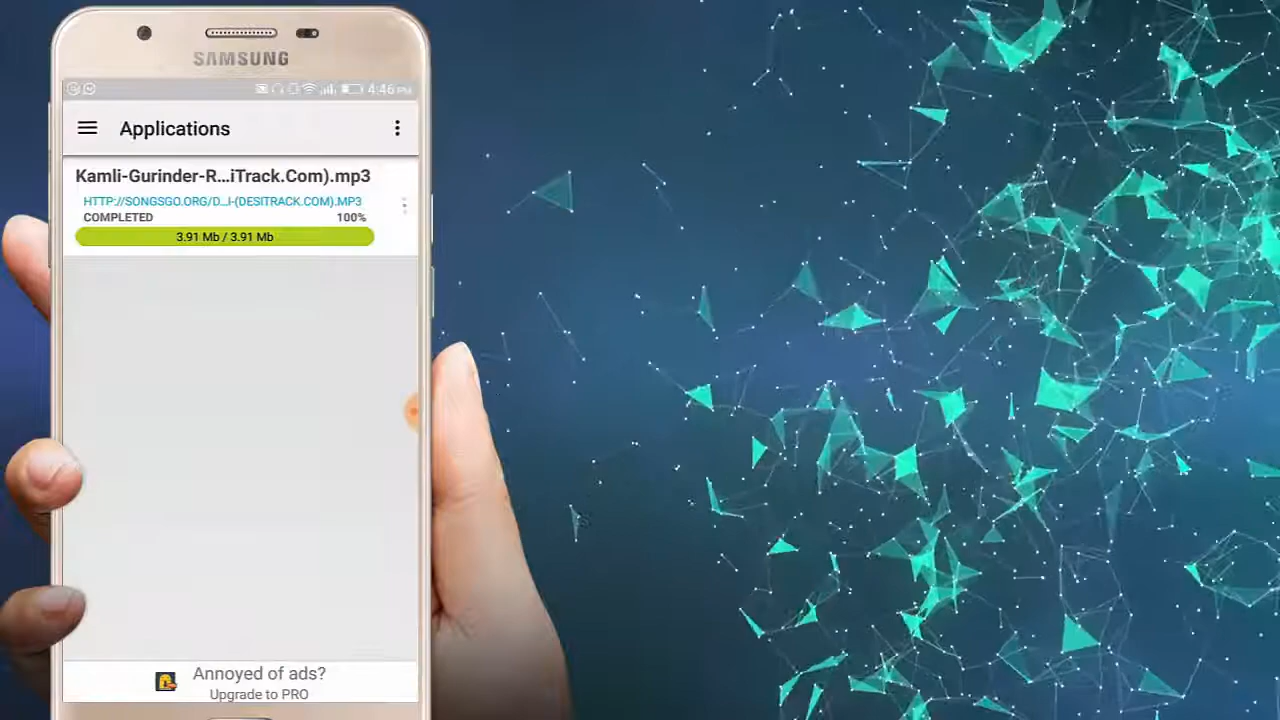 SAMSUNG
4:46 PM
Applications
Kamli-Gurinder-R...iTrack.Com).mp3
HTTP://SONGSGO.ORG/D...I-(DESITRACK.COM).MP3
COMPLETED 100%
3.91 Mb / 3.91 Mb
Annoyed of ads?
Upgrade to PRO